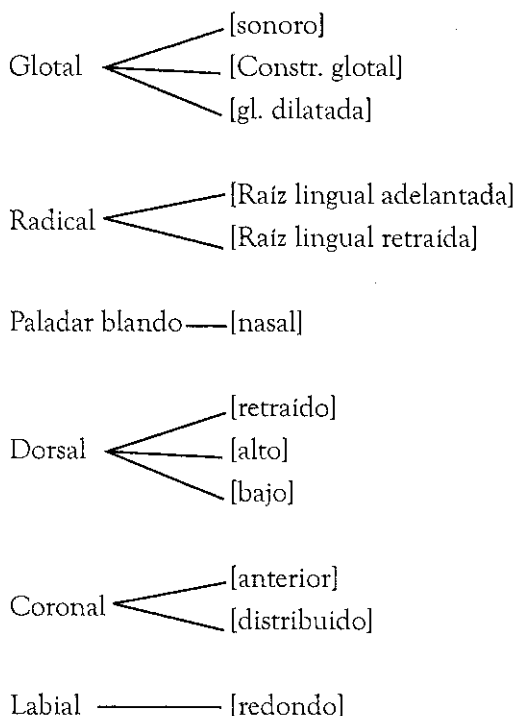 [sonoro]
Glotal [Constr. glotal]
[gl. dilatada]
[Raíz lingual adelantada]
Radical
[Raíz lingual retraída]
Paladar blando [nasal]
[retraído]
Dorsal [alto]
[bajo]
[anterior]
Coronal
[distribuido]
Labial [redondo]